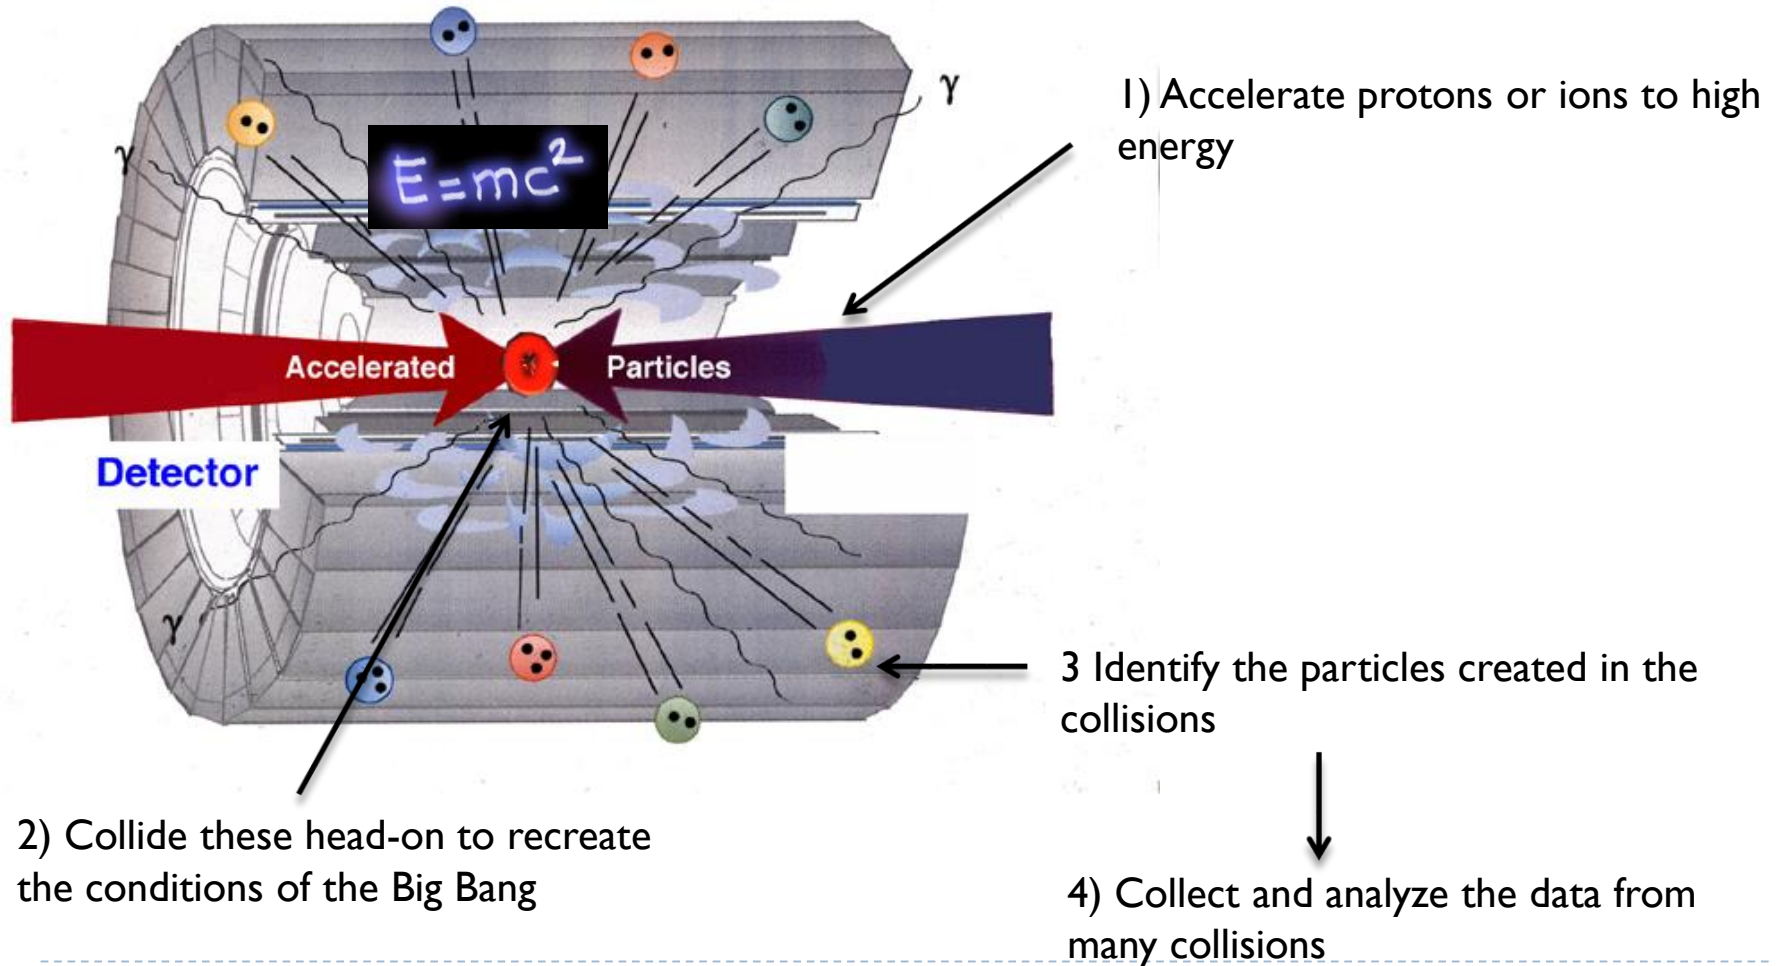 γ
1) Accelerate protons or ions to high
energy
γ
E=mc²
Accelerated
Particles
Detector
γ
3 Identify the particles created in the
collisions
2) Collide these head-on to recreate
the conditions of the Big Bang
4) Collect and analyze the data from
many collisions